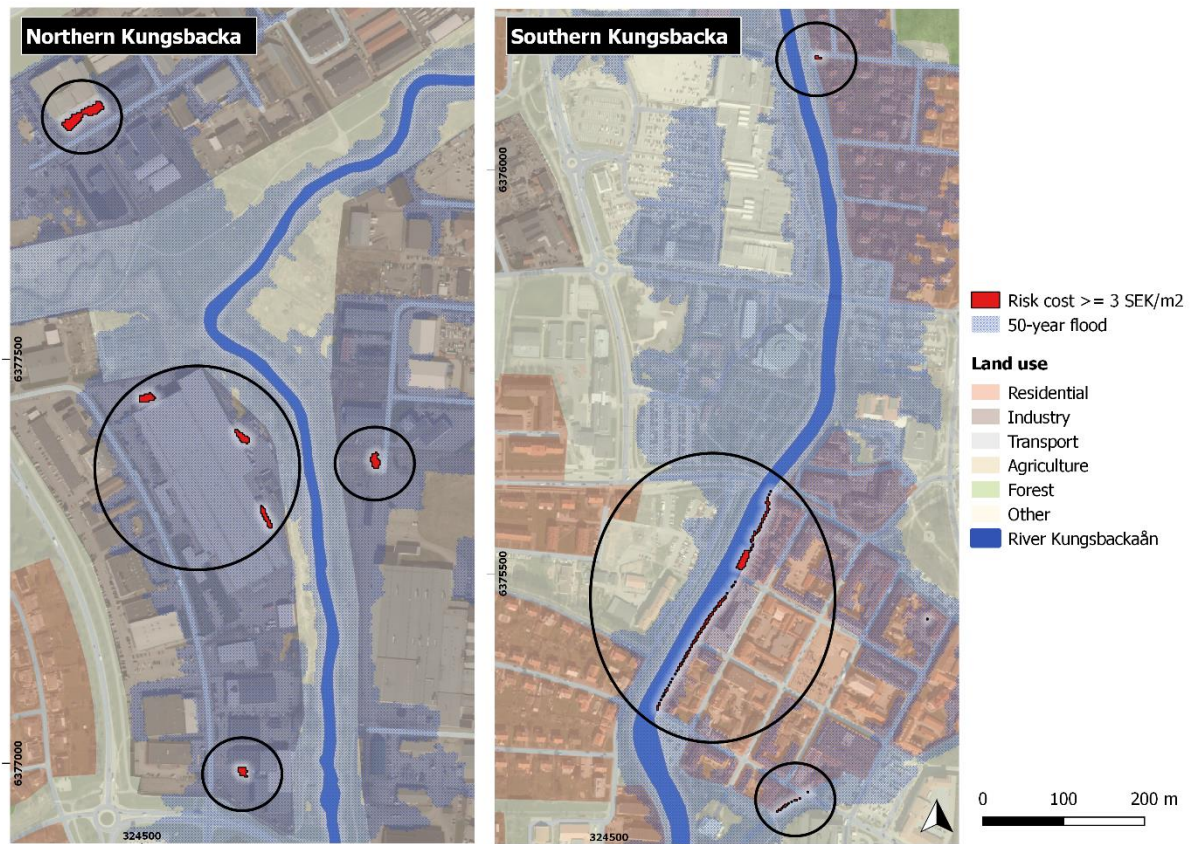 Northern Kungsbacka
Southern Kungsbacka
6377500
6377000
324500
6376000
6375500
324500
Risk cost >= 3 SEK/m2
50-year flood
Land use
Residential
Industry
Transport
Agriculture
Forest
Other
River Kungsbackaån
0 100 200 m